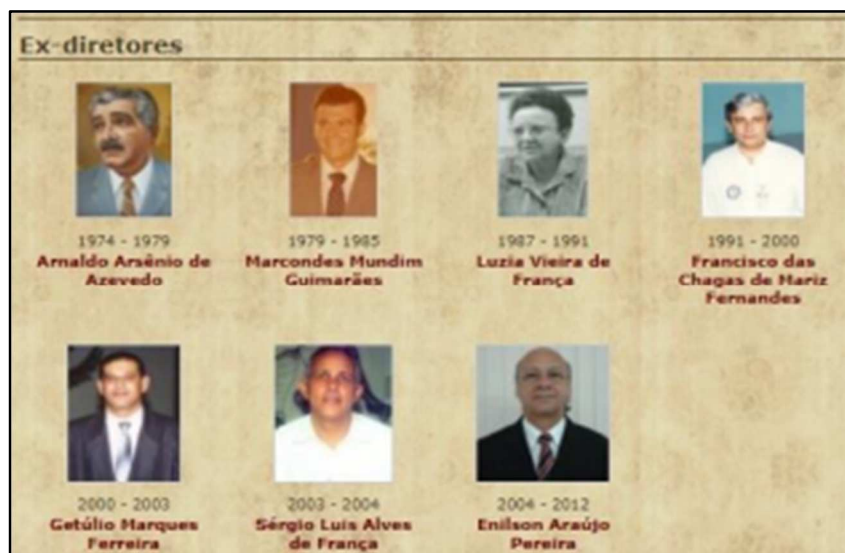 Ex-diretores
1974 - 1979
Arnaldo Arsênio de
Azevedo
1979 - 1985
Marcondes Mundim
Guimarães
1987 - 1991
Luzia Vieira de
França
1991 - 2000
Francisco das
Chagas de Mariz
Fernandes
2000 - 2003
Getúlio Marques
Ferreira
2003 - 2004
Sérgio Luis Alves
de França
2004 - 2012
Enilson Araújo
Pereira